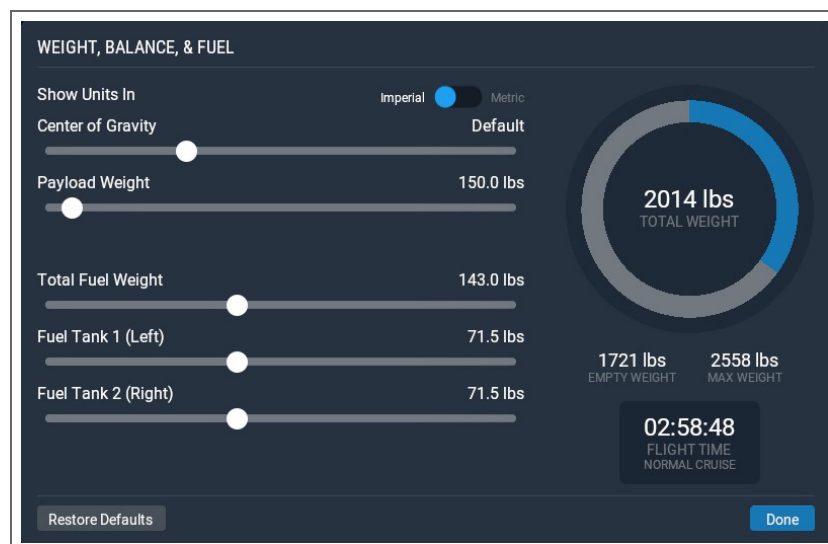 WEIGHT, BALANCE, & FUEL
Show Units In
Imperial Metric
Center of Gravity
Default
Payload Weight
150.0 lbs
Total Fuel Weight
143.0 lbs
Fuel Tank 1 (Left)
71.5 lbs
Fuel Tank 2 (Right)
71.5 lbs
2014 lbs
TOTAL WEIGHT
1721 lbs
EMPTY WEIGHT
2558 lbs
MAX WEIGHT
02:58:48
FLIGHT TIME
NORMAL CRUISE
Restore Defaults
Done